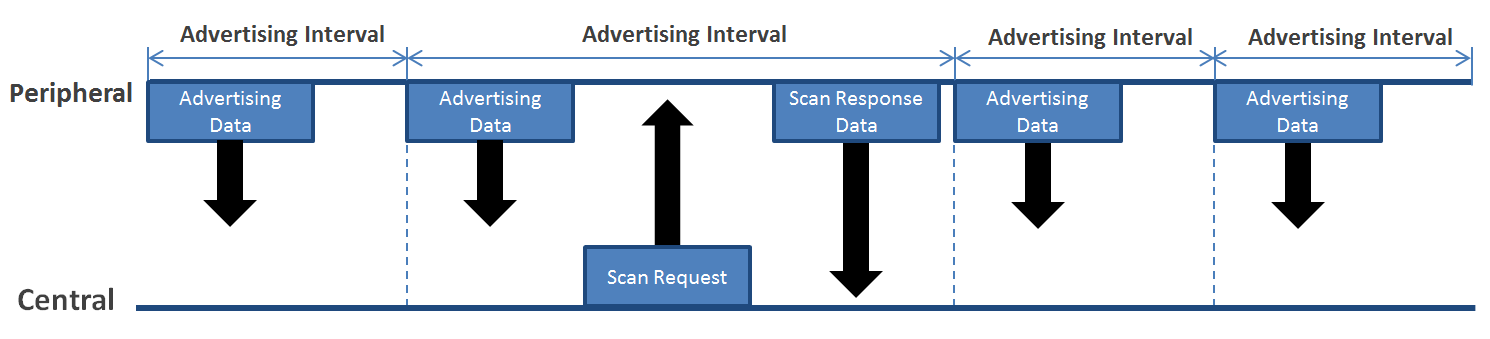 Advertising Interval
Advertising Interval
Advertising Interval
Advertising Interval
Peripheral
Advertising
Data
Advertising
Data
Scan Response
Data
Advertising
Data
Advertising
Data
Scan Request
Central